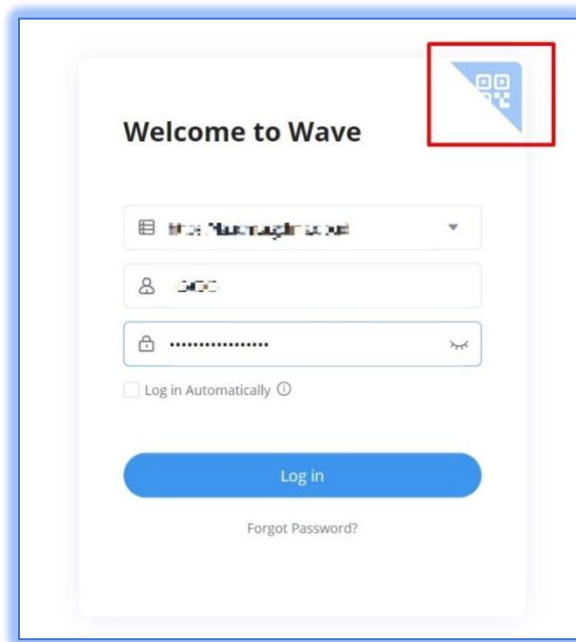 Welcome to Wave
•••••••••••••••••
Log in Automatically
Log in
Forgot Password?